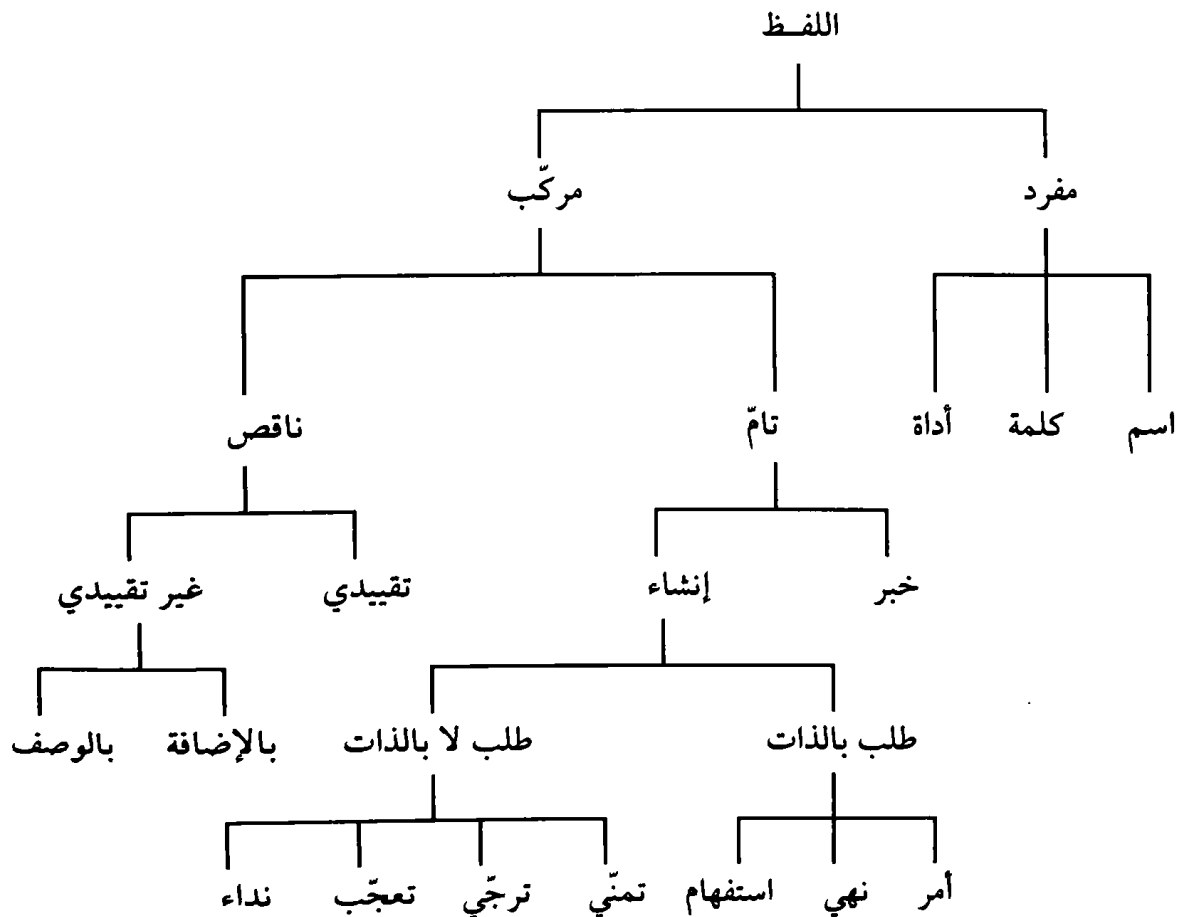 اللفـظ
مفرد مركّب
اسم كلمة أداة تامّ ناقص
خبر إنشاء تقييدي غير تقييدي
طلب بالذات طلب لا بالذات بالإضافة بالوصف
أمر نهي استفهام تمنّي ترجّي تعجّب نداء